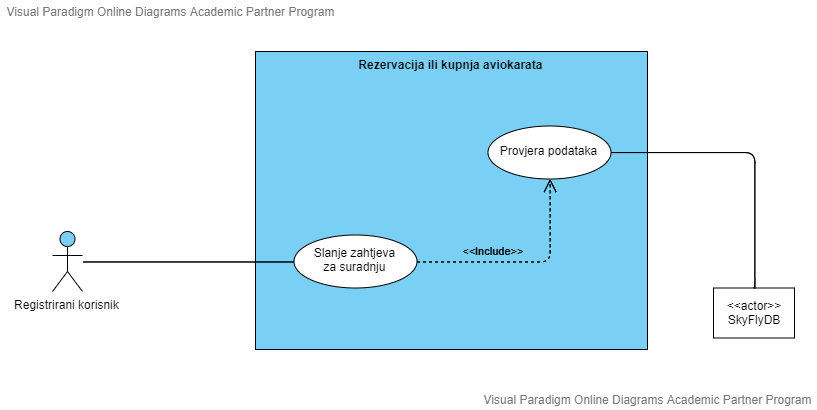 Visual Paradigm Online Diagrams Academic Partner Program
Rezervacija ili kupnja aviokarata
Provjera podataka
Slanje zahtjeva
za suradnju
<<Include>>
Registrirani korisnik
<<actor>>
SkyFlyDB
Visual Paradigm Online Diagrams Academic Partner Program